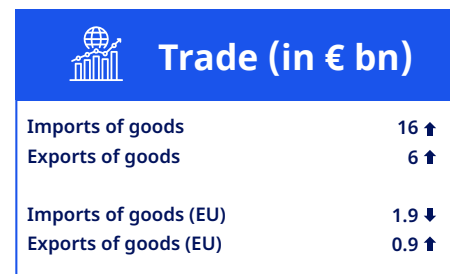 Trade (in € bn)
Imports of goods 16
Exports of goods 6
Imports of goods (EU) 1.9
Exports of goods (EU) 0.9